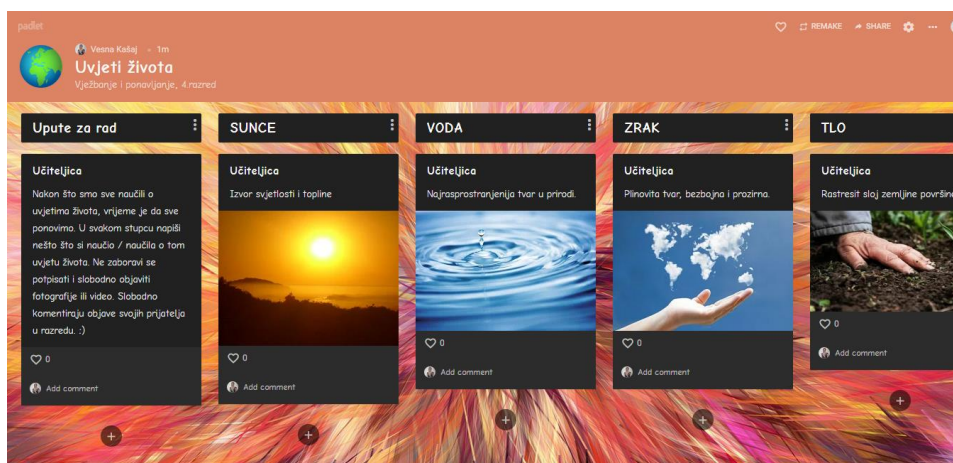 padlet
REMAKE
SHARE
Vesna Kašaj • 1m
Uvjeti života
Vježbanje i ponavljanje, 4.razred
Upute za rad
Učiteljica
Nakon što smo sve naučili o
uvjetima života, vrijeme je da sve
ponovimo. U svakom stupcu napiši
nešto što si naučio / naučila o tom
uvjetu života. Ne zaboravi se
potpisati i slobodno objaviti
fotografije ili video. Slobodno
komentiraju objave svojih prijatelja
u razredu. :)
0
Add comment
SUNCE
Učiteljica
Izvor svjetlosti i topline
0
Add comment
VODA
Učiteljica
Najrasprostranjenija tvar u prirodi.
0
Add comment
ZRAK
Učiteljica
Plinovita tvar, bezbojna i prozirna.
0
Add comment
TLO
Učiteljica
Rastresit sloj zemljine površine
0
Add comment